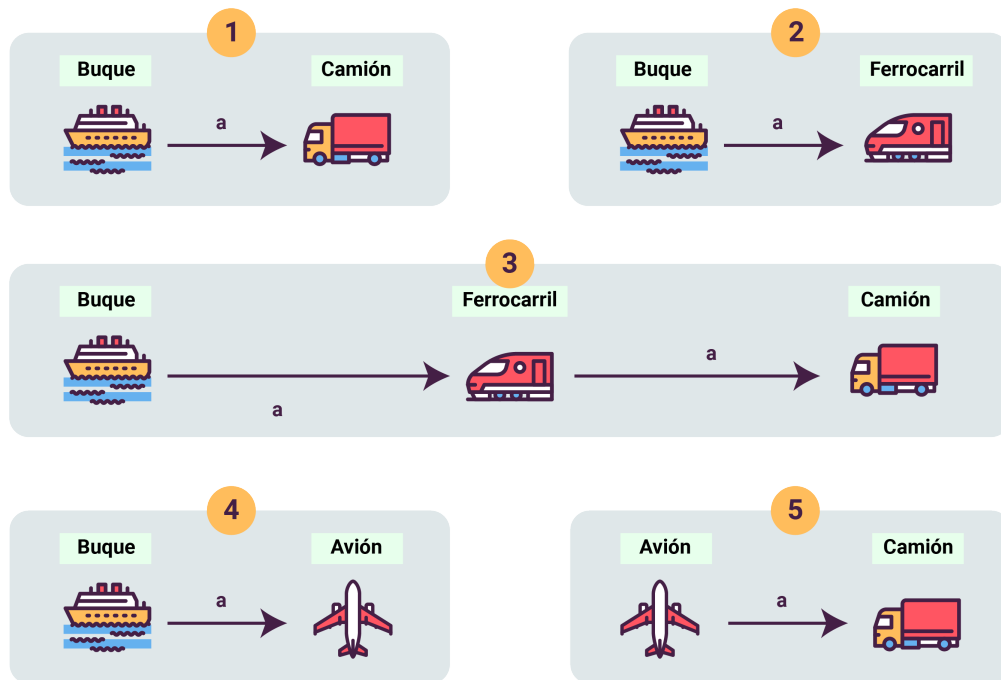 1
Buque
Camión
a
2
Buque
Ferrocarril
a
3
Buque
Ferrocarril
Camión
a
a
4
Buque
Avión
a
5
Avión
Camión
a